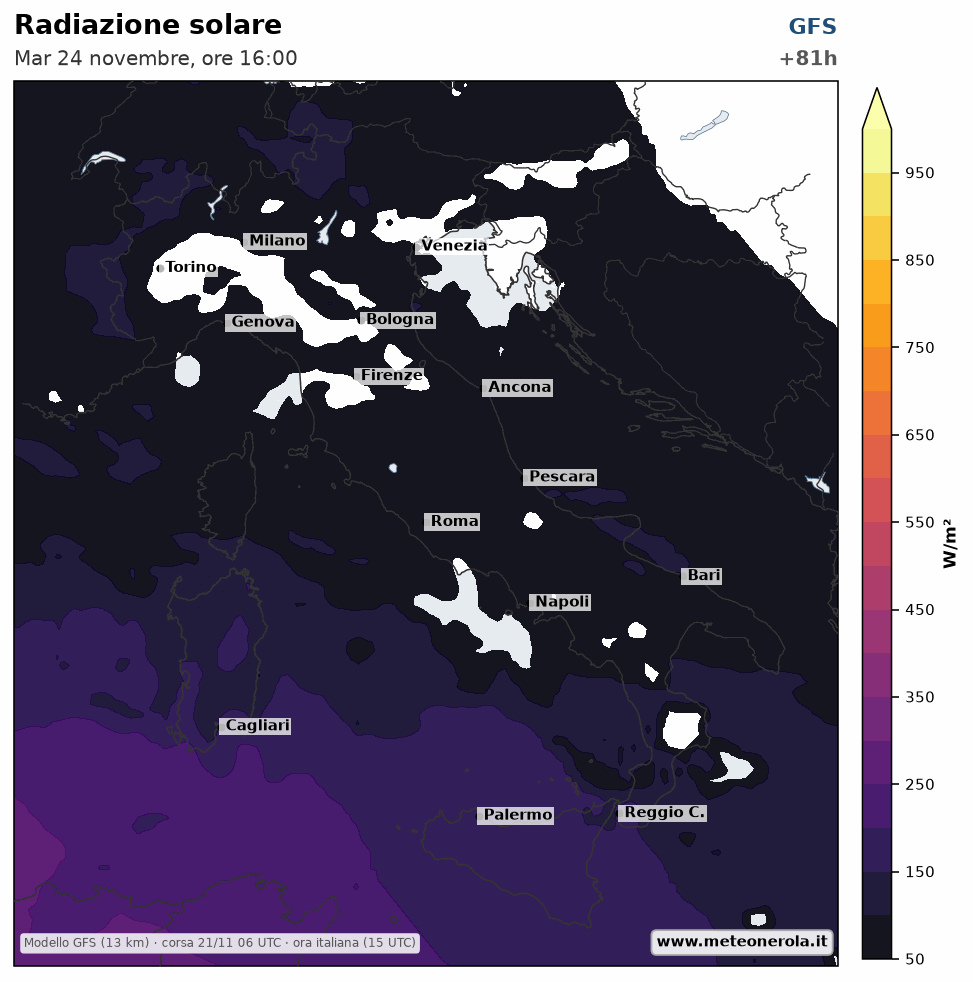 Radiazione solare
GFS
Mar 24 novembre, ore 16:00
+81h
Milano
Venezia
Torino
Genova
Bologna
Firenze
Ancona
Pescara
Roma
Bari
Napoli
Cagliari
Palermo
Reggio C.
950
850
750
650
550
450
350
250
150
50
W/m²
Modello GFS (13 km) · corsa 21/11 06 UTC · ora italiana (15 UTC)
www.meteonerola.it